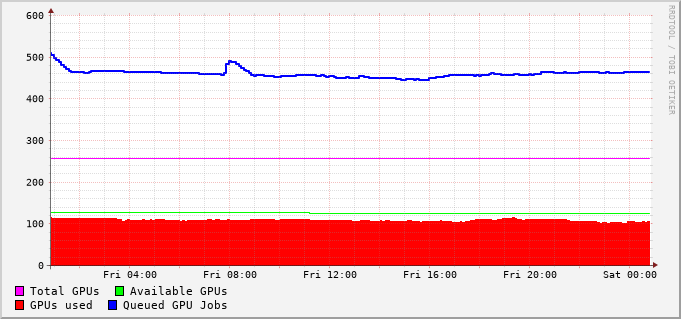 600
500
400
300
200
100
0
Fri 04:00 Fri 08:00 Fri 12:00 Fri 16:00 Fri 20:00 Sat 00:00
Total GPUs Available GPUs
GPUs used Queued GPU Jobs
RRDTOOL / TOBI OETIKER